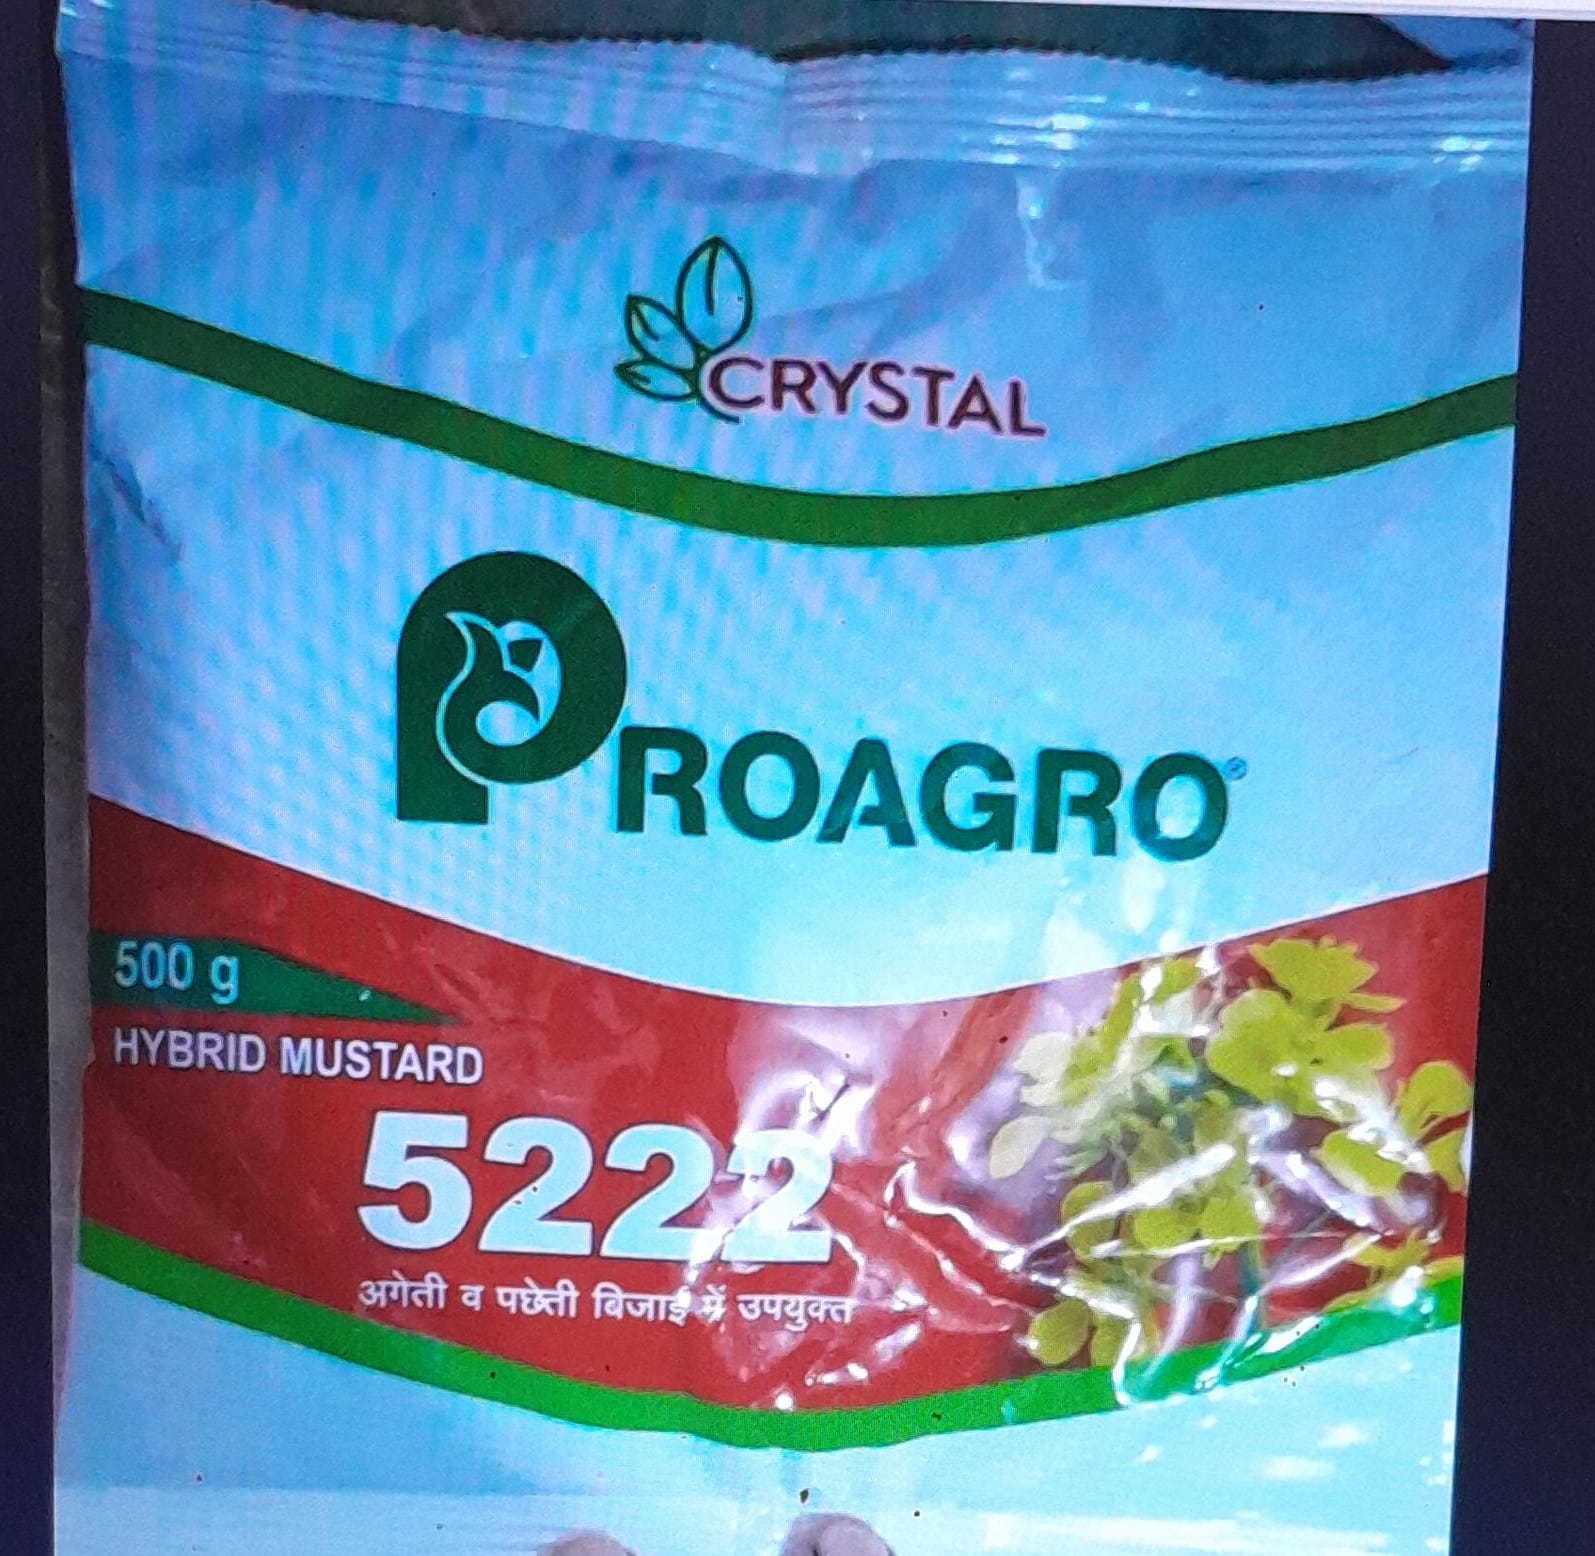 CRYSTAL
PROAGRO®
500 g
HYBRID MUSTARD
5222
अगेती व पछेती बिजाई में उपयुक्त